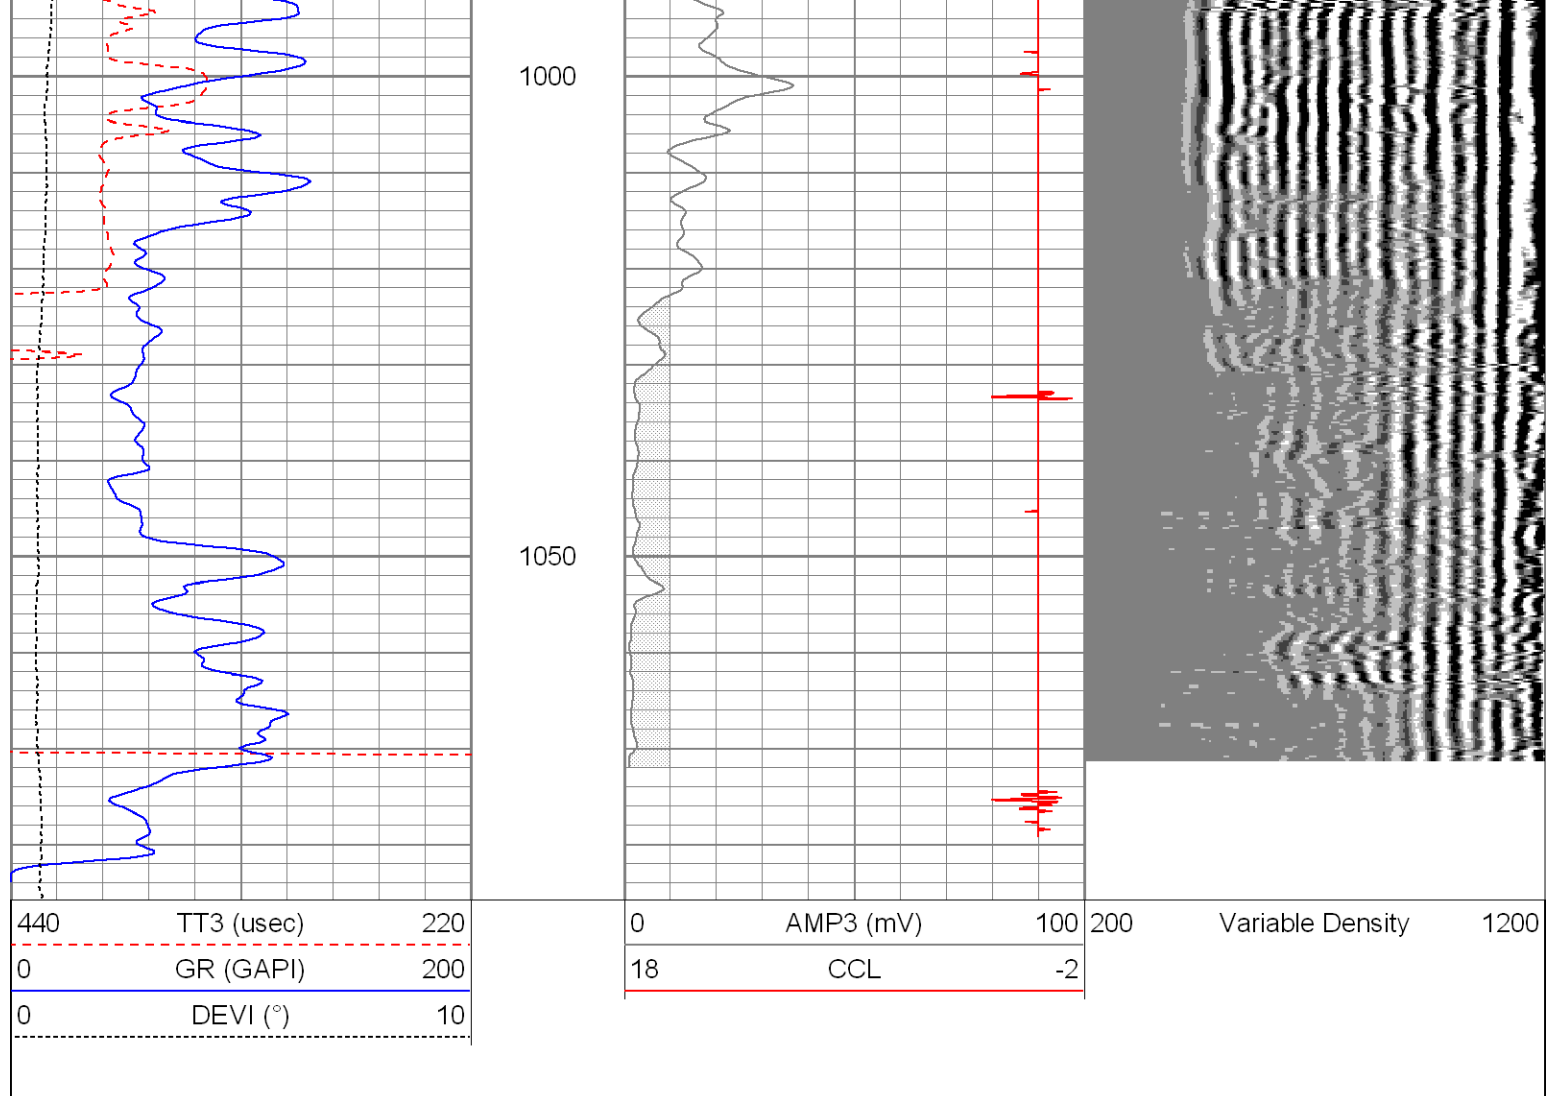 1000
1050
440 TT3 (usec) 220
0 AMP3 (mV) 100
200 Variable Density 1200
0 GR (GAPI) 200
18 CCL -2
0 DEVI (°) 10